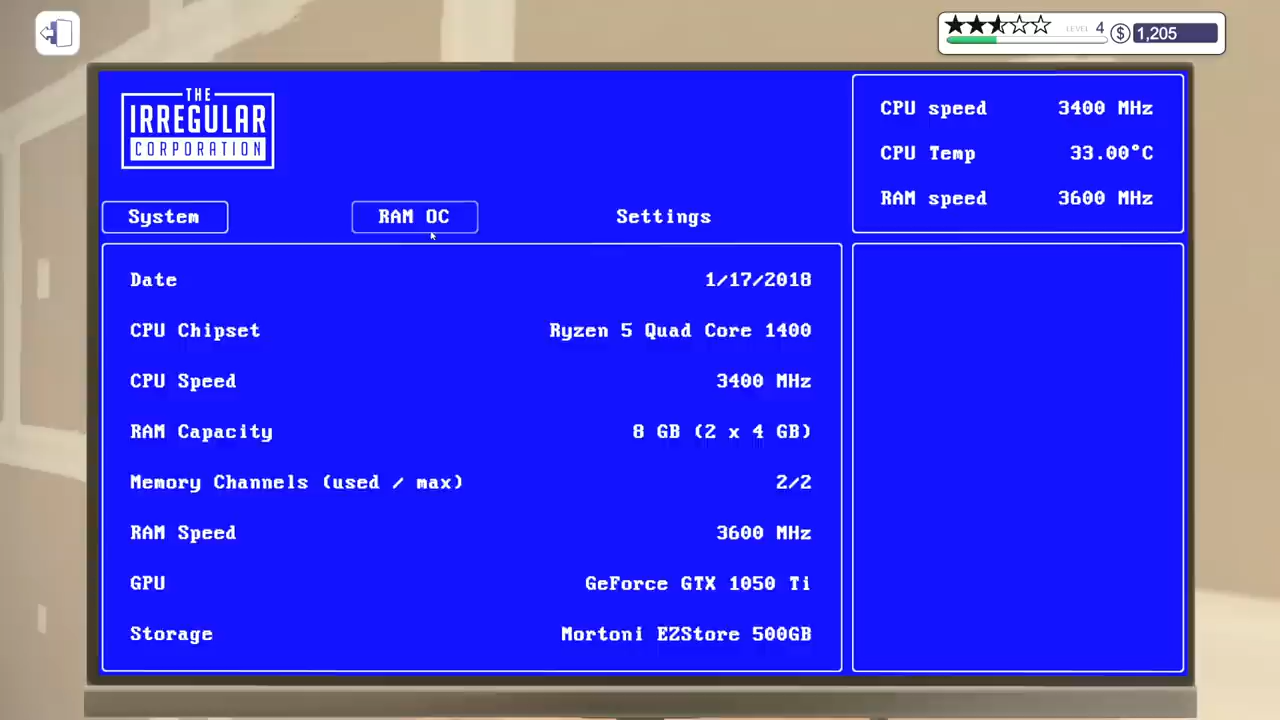 LEVEL 4 $ 1,205
THE
IRREGULAR
CORPORATION
CPU speed 3400 MHz
CPU Temp 33.00°C
RAM speed 3600 MHz
System RAM OC Settings
Date 1/17/2018
CPU Chipset Ryzen 5 Quad Core 1400
CPU Speed 3400 MHz
RAM Capacity 8 GB (2 x 4 GB)
Memory Channels (used / max) 2/2
RAM Speed 3600 MHz
GPU GeForce GTX 1050 Ti
Storage Mortoni EZStore 500GB